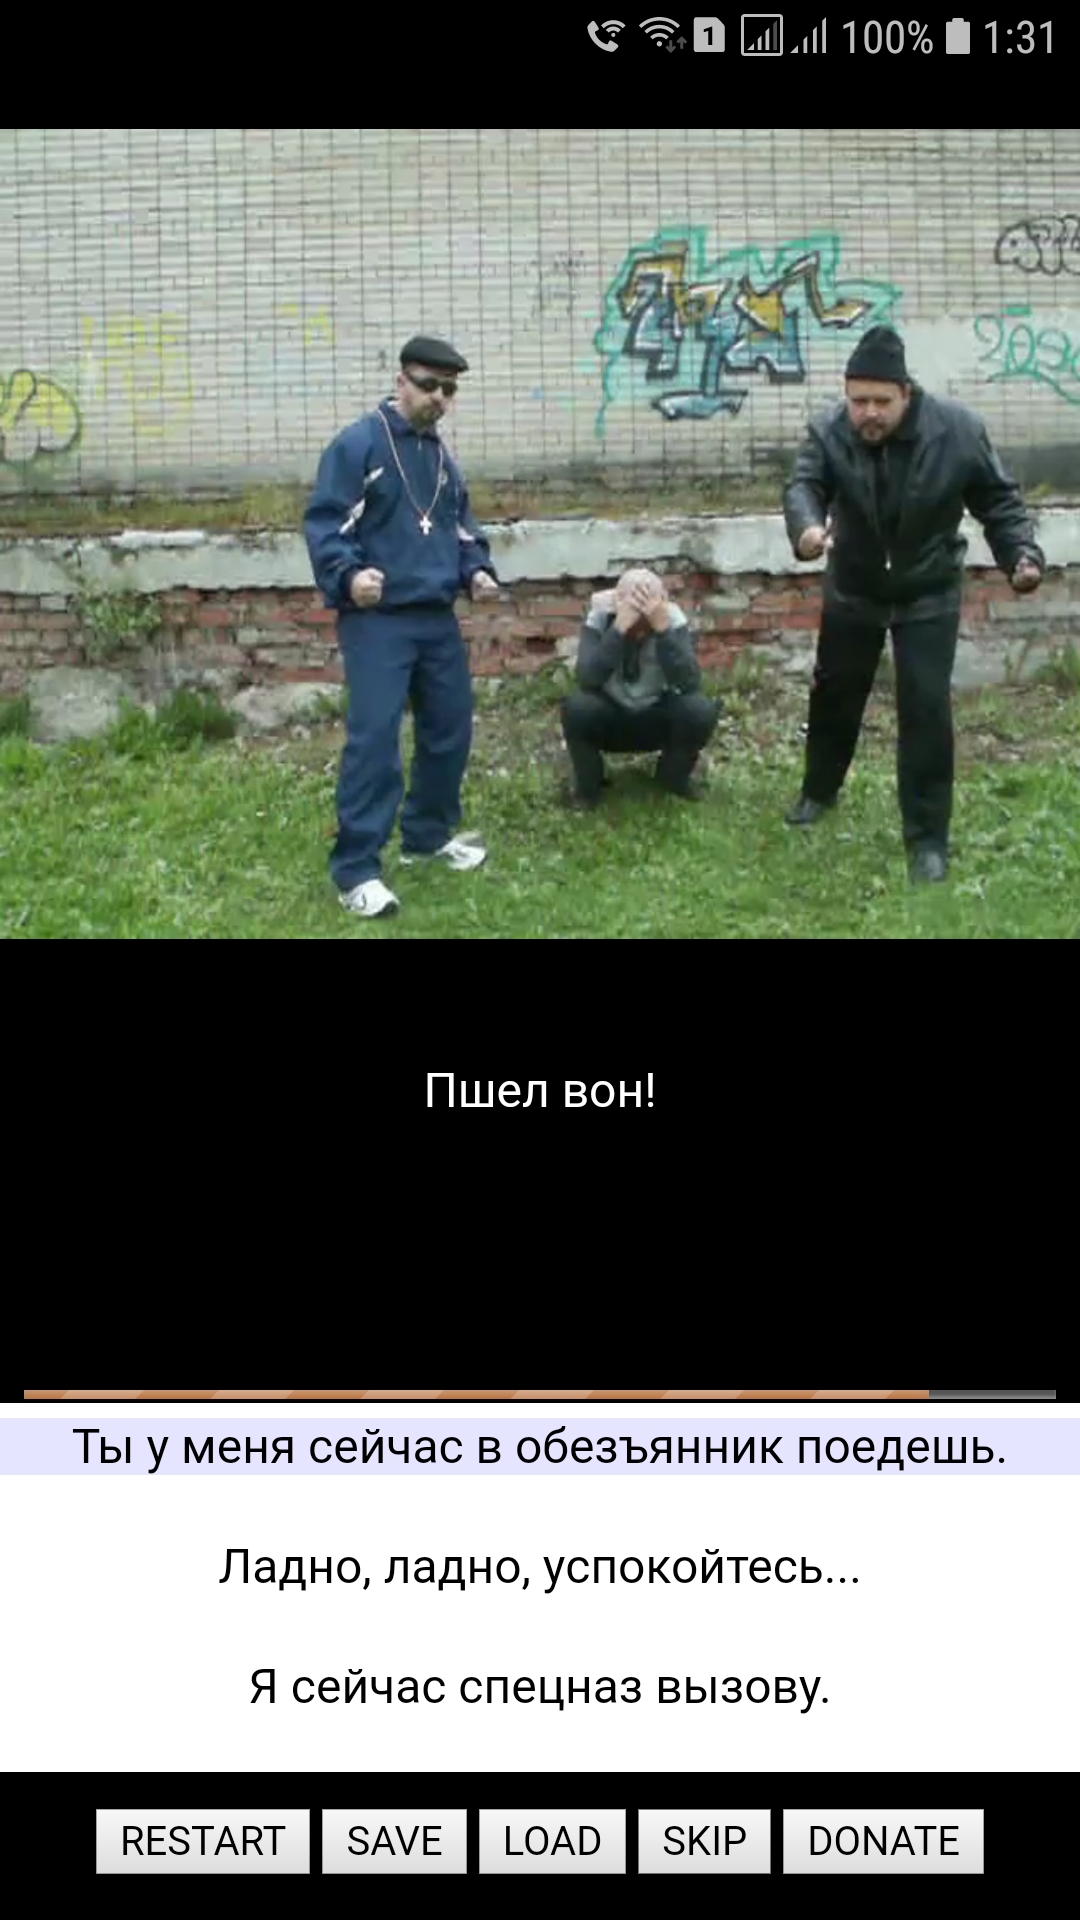 1 100% 1:31
Пшел вон!
Ты у меня сейчас в обезъянник поедешь.
Ладно, ладно, успокойтесь...
Я сейчас спецназ вызову.
RESTART SAVE LOAD SKIP DONATE